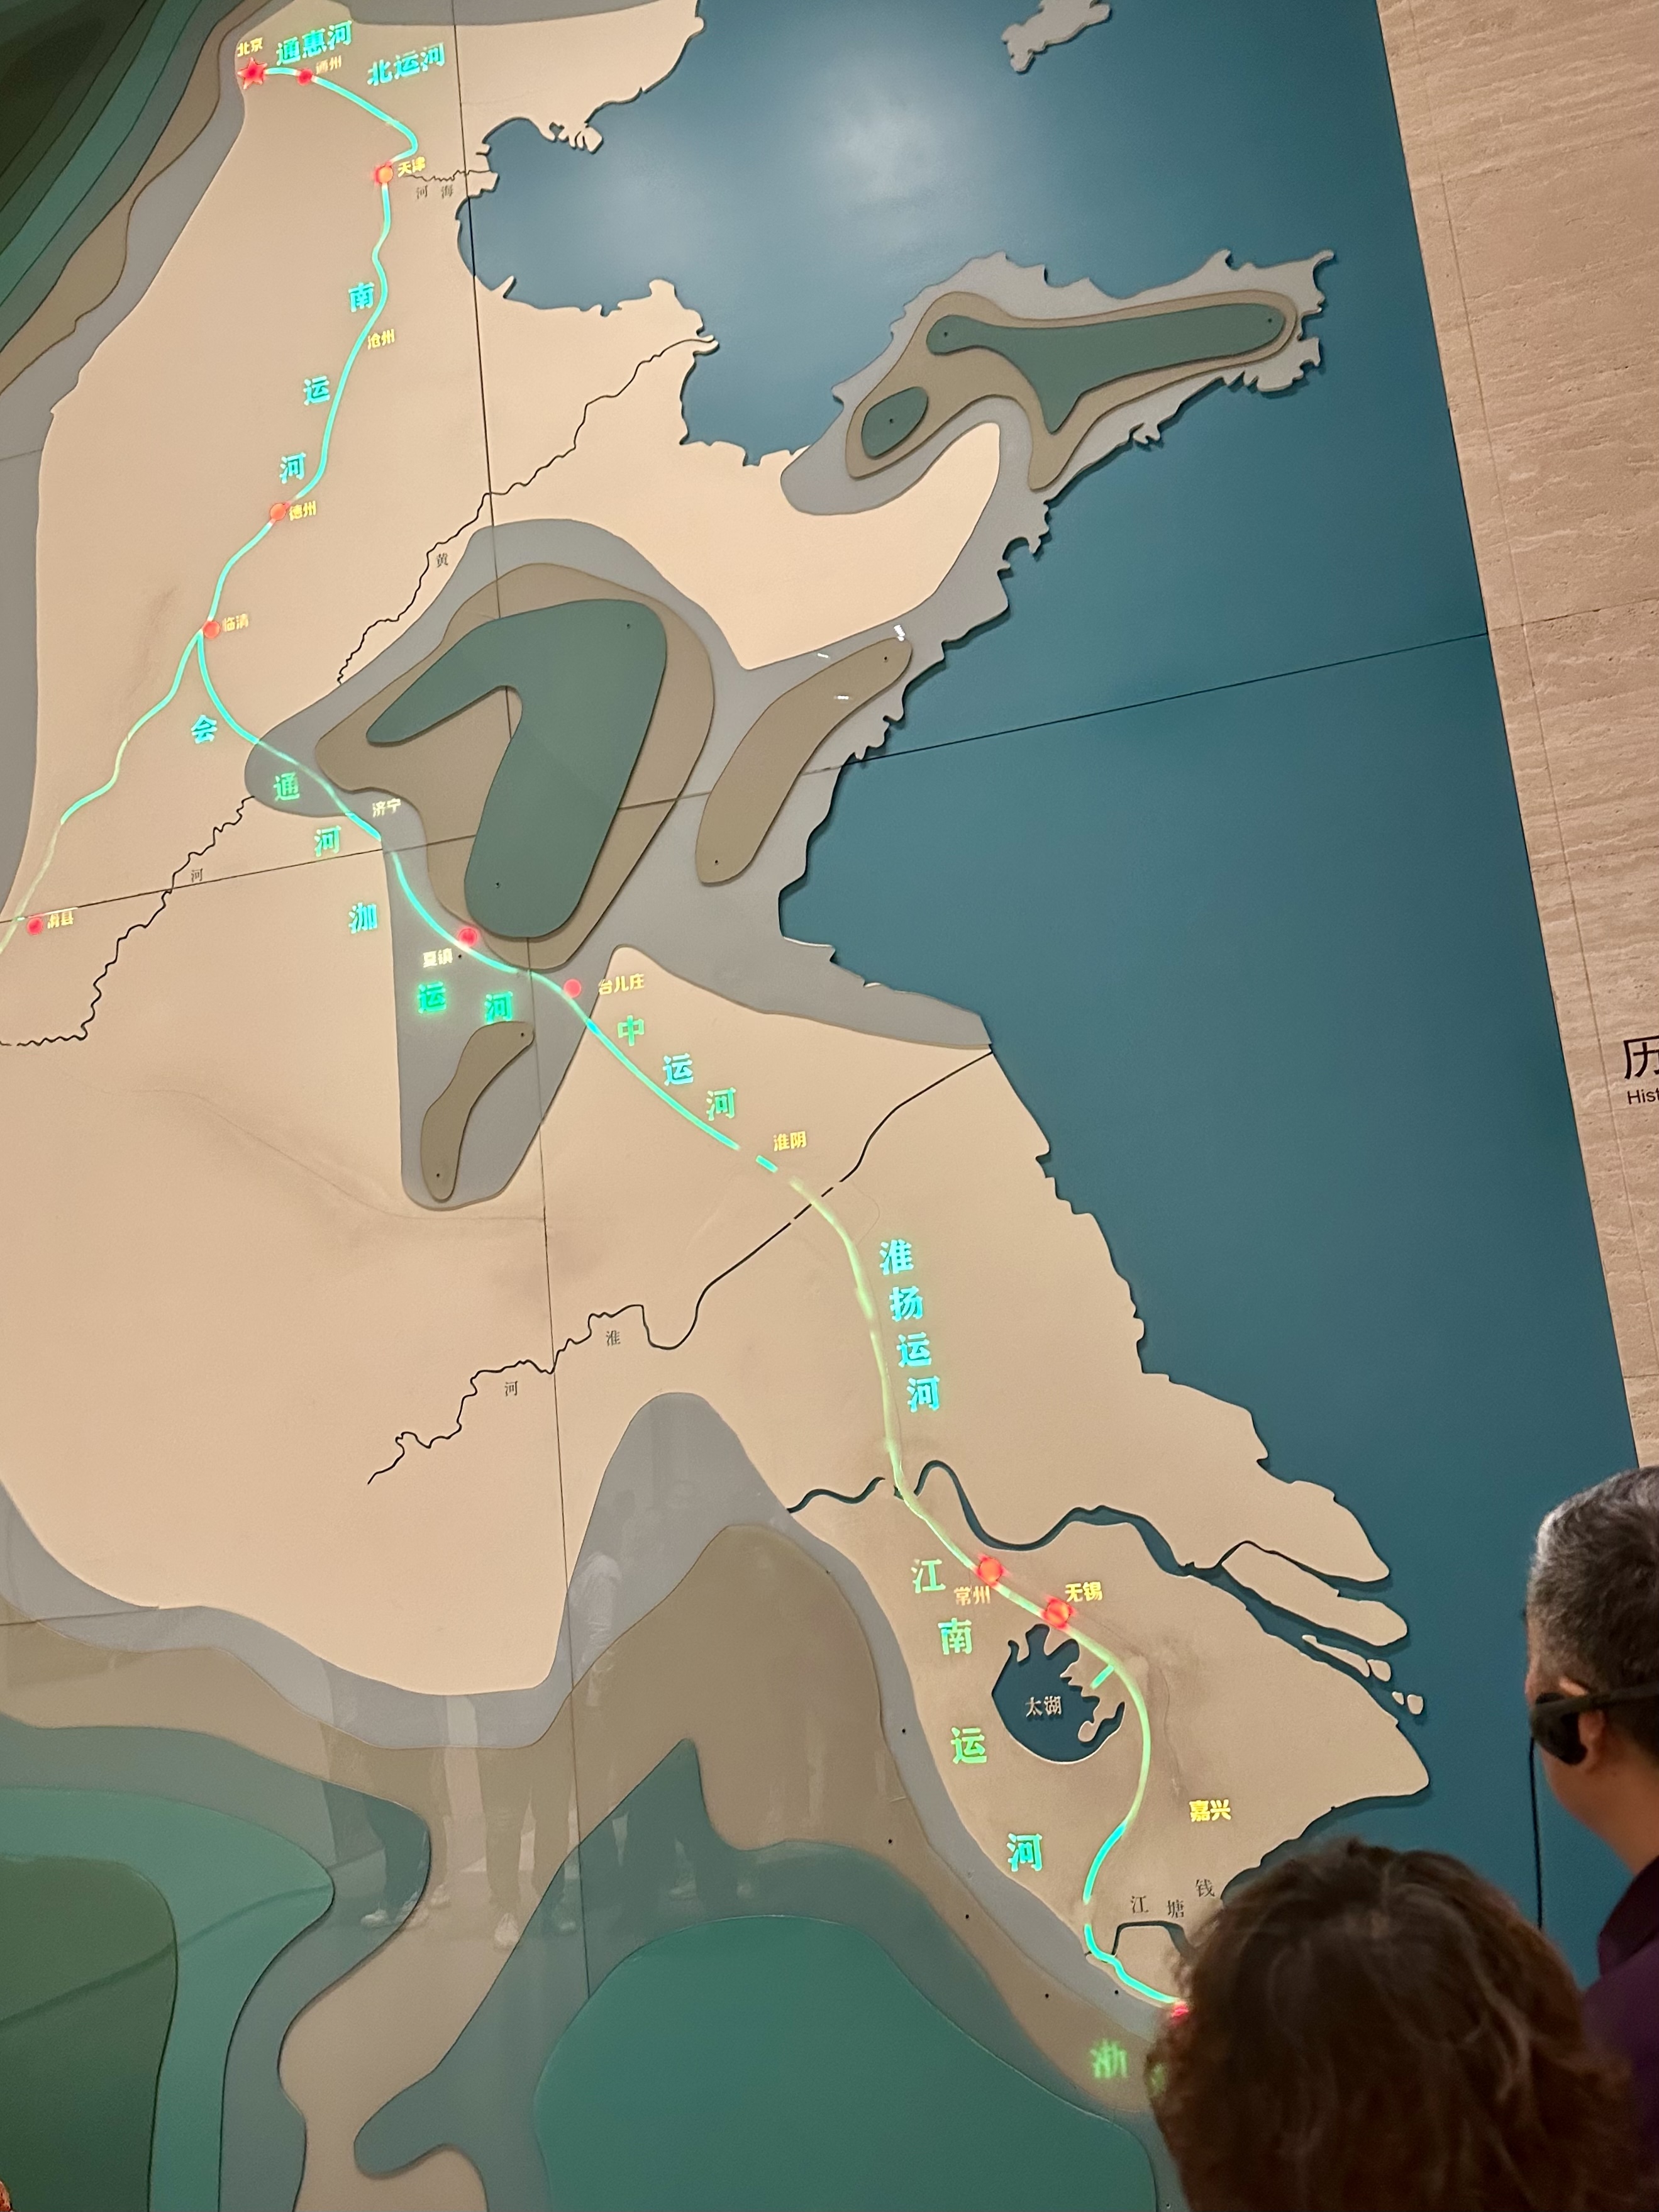 北京
通惠河
通州
北运河
天津
海河
南运河
沧州
德州
黄河
临清
会通河
济宁
滑县
泇运河
夏镇
台儿庄
中运河
淮阴
淮扬运河
淮河
历
Hist
江南运河
常州
无锡
太湖
嘉兴
钱塘江
浙